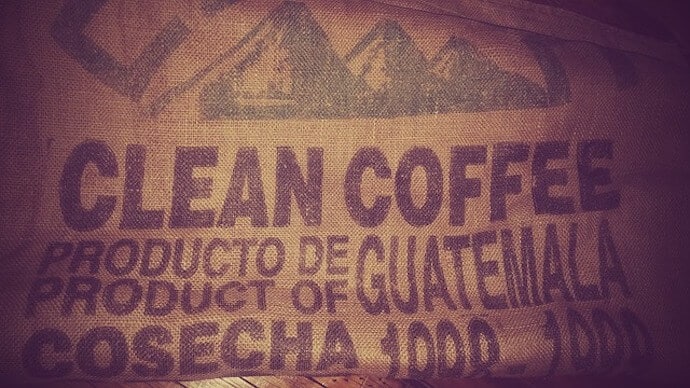 CLEAN COFFEE
PRODUCTO DE
PRODUCT OF GUATEMALA
COSECHA